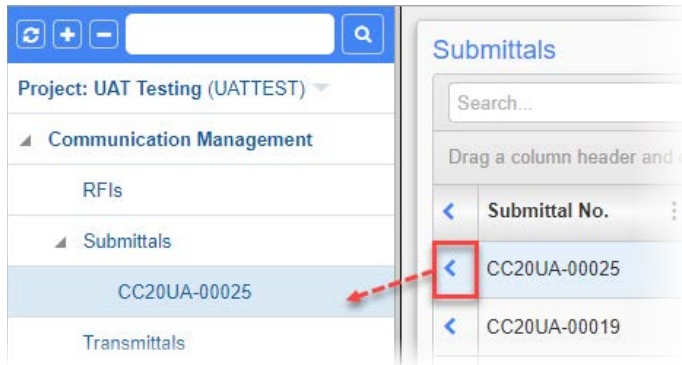 Project: UAT Testing (UATTEST)
Communication Management
RFIs
Submittals
CC20UA-00025
Transmittals
Submittals
Search...
Drag a column header and
Submittal No.
CC20UA-00025
CC20UA-00019